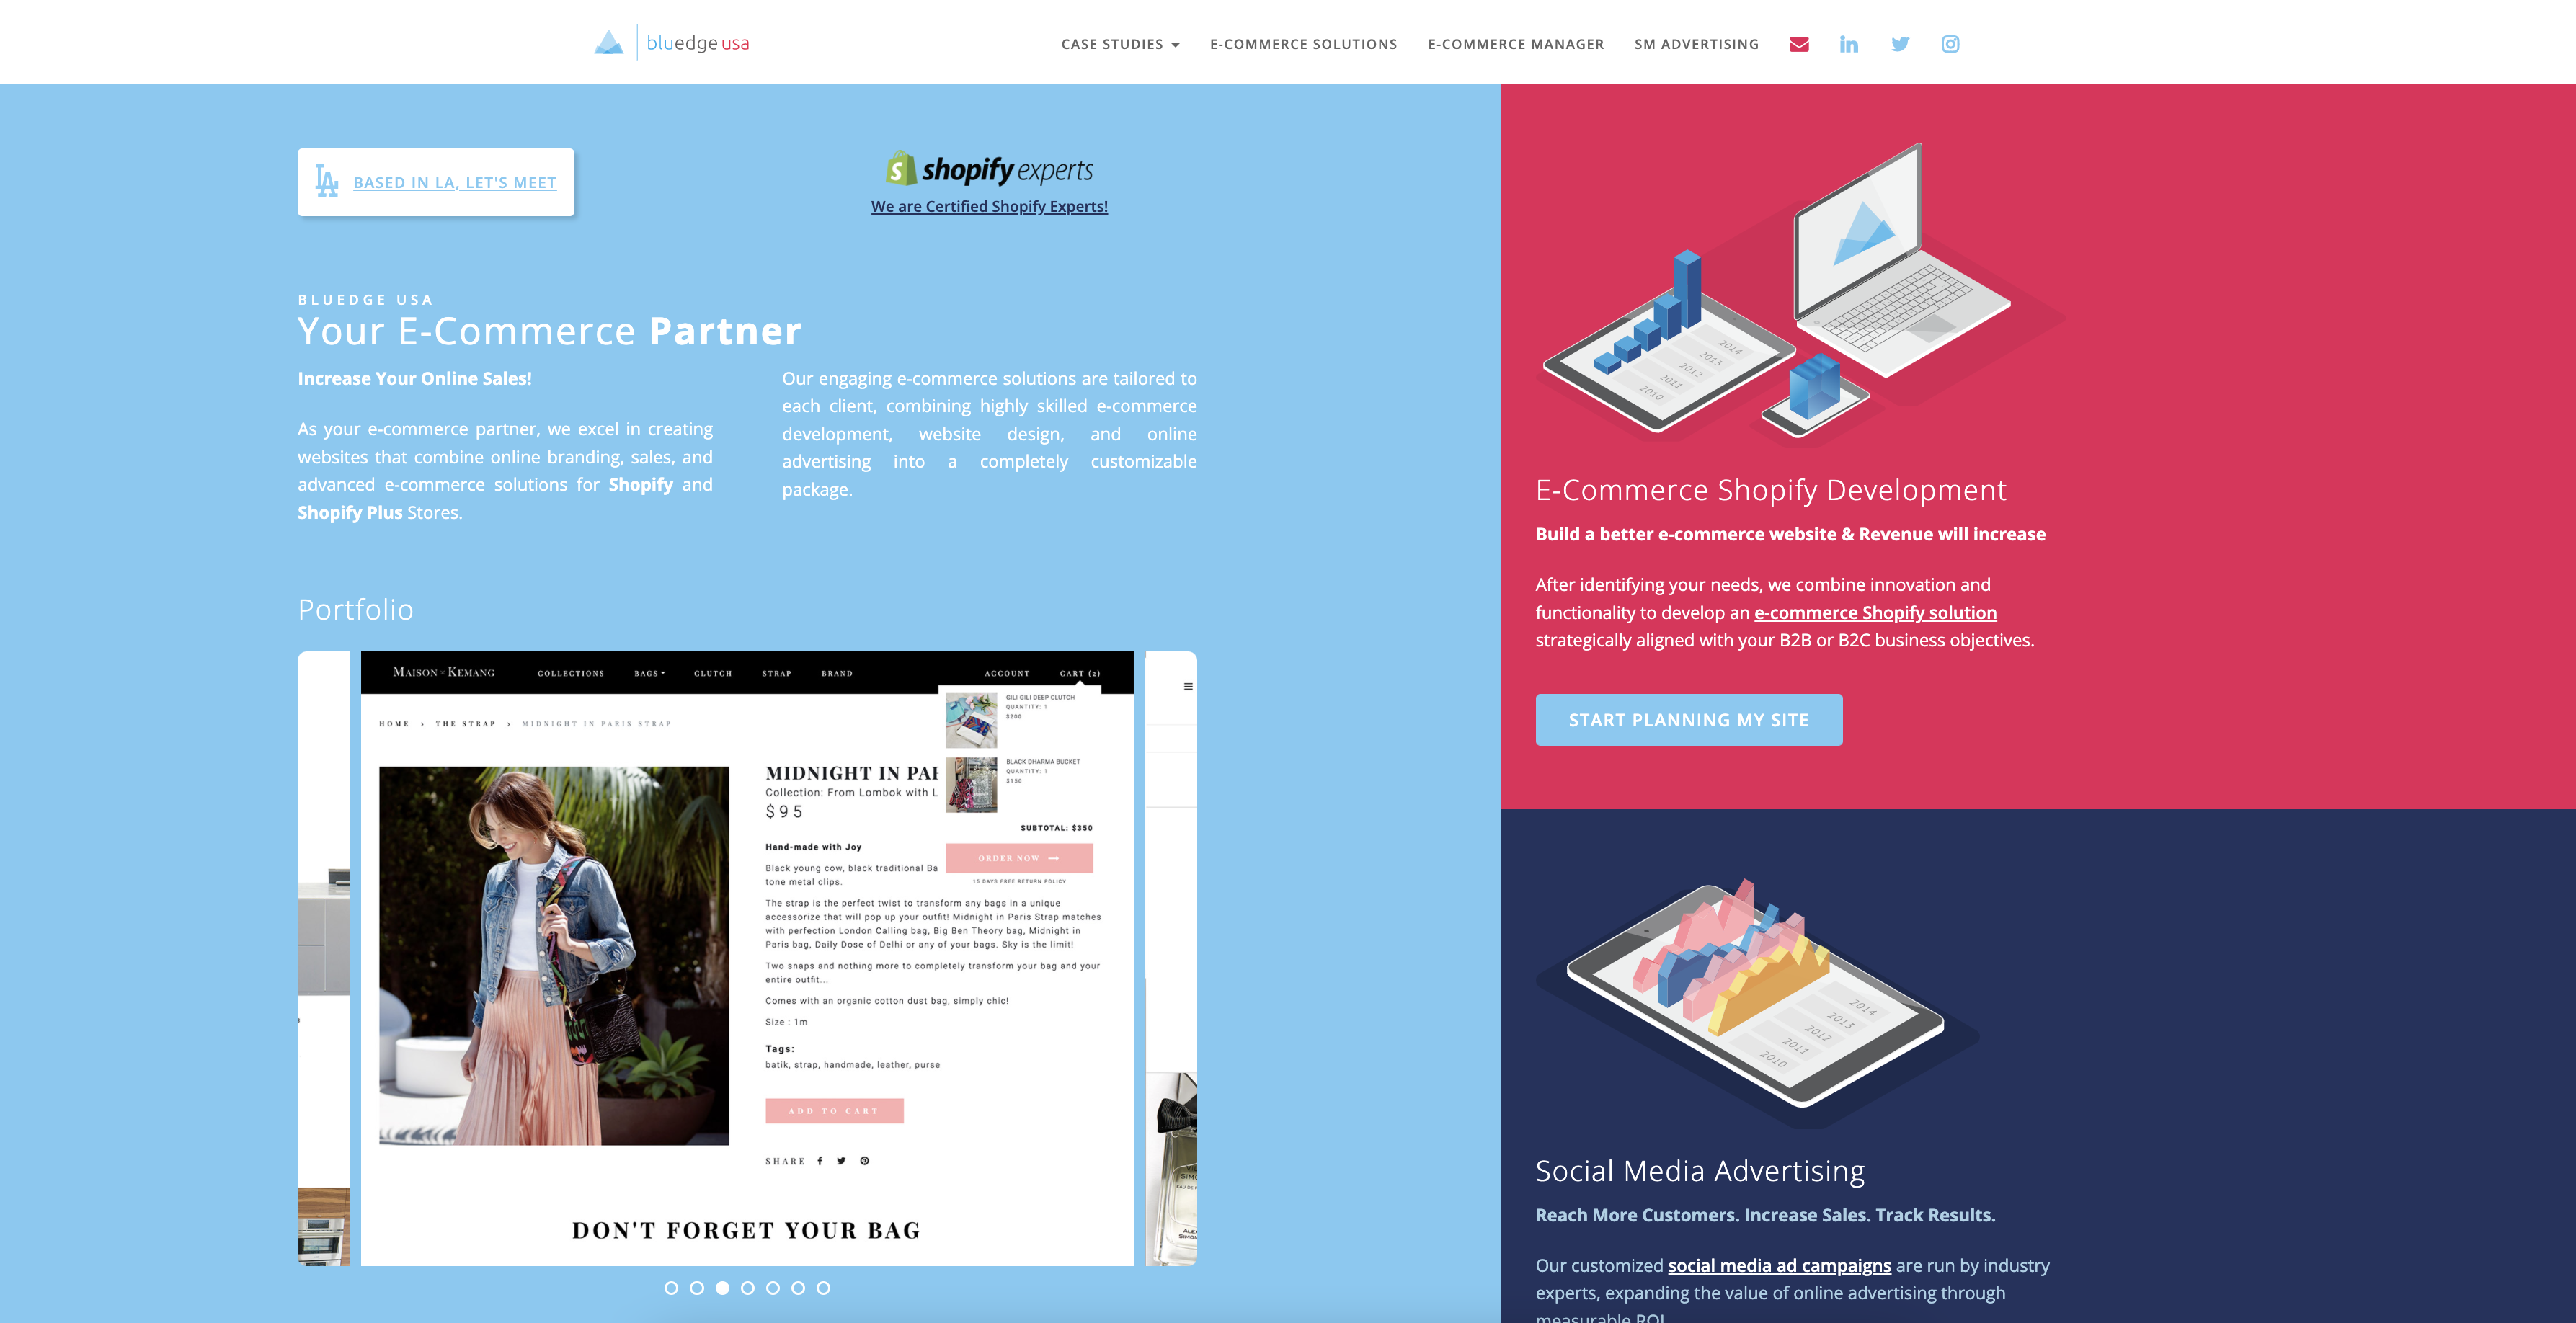 bluedge usa
CASE STUDIES
E-COMMERCE SOLUTIONS
E-COMMERCE MANAGER
SM ADVERTISING
LA BASED IN LA, LET'S MEET
shopify experts
We are Certified Shopify Experts!
BLUEDGE USA
Your E-Commerce Partner
Increase Your Online Sales!
As your e-commerce partner, we excel in creating
websites that combine online branding, sales, and
advanced e-commerce solutions for Shopify and
Shopify Plus Stores.
Our engaging e-commerce solutions are tailored to
each client, combining highly skilled e-commerce
development, website design, and online
advertising into a completely customizable
package.
Portfolio
MAISON × KEMANG
COLLECTIONS
BAGS
CLUTCH
STRAP
BRAND
ACCOUNT
CART (2)
HOME > THE STRAP > MIDNIGHT IN PARIS STRAP
GILI GILI DEEP CLUTCH
QUANTITY: 1
$200
BLACK DHARMA BUCKET
QUANTITY: 1
$150
SUBTOTAL: $350
ORDER NOW
15 DAYS FREE RETURN POLICY
MIDNIGHT IN PAR
Collection: From Lombok with L
$95
Hand-made with Joy
Black young cow, black traditional Ba
tone metal clips.
The strap is the perfect twist to transform any bags in a unique
accessorize that will pop up your outfit! Midnight in Paris Strap matches
with perfection London Calling bag, Big Ben Theory bag, Midnight in
Paris bag, Daily Dose of Delhi or any of your bags. Sky is the limit!
Two snaps and nothing more to completely transform your bag and your
entire outfit...
Comes with an organic cotton dust bag, simply chic!
Size : 1m
Tags:
batik, strap, handmade, leather, purse
ADD TO CART
SHARE
DON'T FORGET YOUR BAG
2014
2013
2012
2011
2010
E-Commerce Shopify Development
Build a better e-commerce website & Revenue will increase
After identifying your needs, we combine innovation and
functionality to develop an e-commerce Shopify solution
strategically aligned with your B2B or B2C business objectives.
START PLANNING MY SITE
2014
2013
2012
2011
2010
Social Media Advertising
Reach More Customers. Increase Sales. Track Results.
Our customized social media ad campaigns are run by industry
experts, expanding the value of online advertising through
measurable ROI